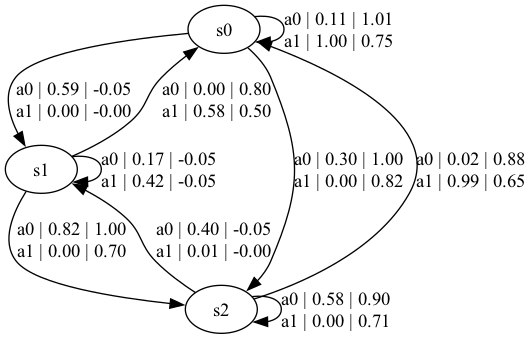 s0
a0 | 0.11 | 1.01
a1 | 1.00 | 0.75
a0 | 0.59 | -0.05
a1 | 0.00 | -0.00
a0 | 0.00 | 0.80
a1 | 0.58 | 0.50
s1
a0 | 0.17 | -0.05
a1 | 0.42 | -0.05
a0 | 0.30 | 1.00
a1 | 0.00 | 0.82
a0 | 0.02 | 0.88
a1 | 0.99 | 0.65
a0 | 0.82 | 1.00
a1 | 0.00 | 0.70
a0 | 0.40 | -0.05
a1 | 0.01 | -0.00
s2
a0 | 0.58 | 0.90
a1 | 0.00 | 0.71